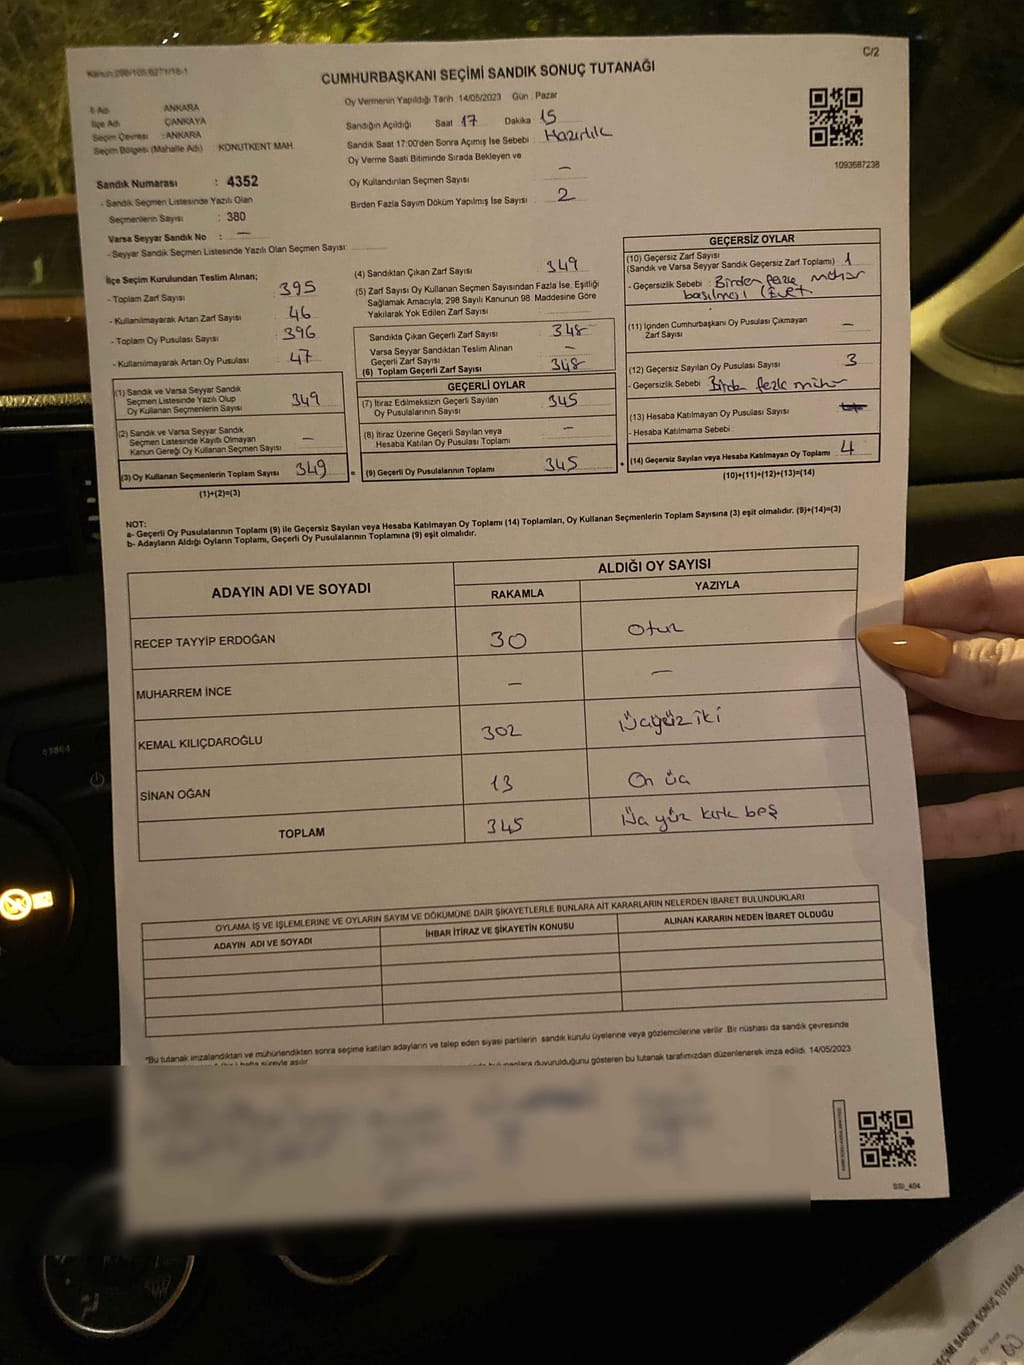 Kanun:298/105,6271/18-1
C/2
CUMHURBAŞKANI SEÇİMİ SANDIK SONUÇ TUTANAĞI
İl Adı : ANKARA
İlçe Adı : ÇANKAYA
Seçim Çevresi : ANKARA
Seçim Bölgesi (Mahalle Adı) : KONUTKENT MAH
Oy Vermenin Yapıldığı Tarih : 14/05/2023 Gün : Pazar
Sandığın Açıldığı Saat 17 Dakika 15
Sandık Saat 17:00'den Sonra Açımış İse Sebebi : Hazırlık
Oy Verme Saati Bitiminde Sırada Bekleyen ve
Oy Kullandırılan Seçmen Sayısı : —
Birden Fazla Sayım Döküm Yapılmış İse Sayısı : 2
1093687238
Sandık Numarası : 4352
- Sandık Seçmen Listesinde Yazılı Olan
Seçmenlerin Sayısı : 380
Varsa Seyyar Sandık No : —
- Seyyar Sandık Seçmen Listesinde Yazılı Olan Seçmen Sayısı:
İlçe Seçim Kurulundan Teslim Alınan;
- Toplam Zarf Sayısı 395
- Kullanılmayarak Artan Zarf Sayısı 46
- Toplam Oy Pusulası Sayısı 396
- Kullanılmayarak Artan Oy Pusulası 47
(1) Sandık ve Varsa Seyyar Sandık
Seçmen Listesinde Yazılı Olup
Oy Kullanan Seçmenlerin Sayısı 349
(2) Sandık ve Varsa Seyyar Sandık
Seçmen Listesinde Kayıtlı Olmayan
Kanun Gereği Oy Kullanan Seçmen Sayısı —
(3) Oy Kullanan Seçmenlerin Toplam Sayısı 349 =
(1)+(2)=(3)
(4) Sandıktan Çıkan Zarf Sayısı 349
(5) Zarf Sayısı Oy Kullanan Seçmen Sayısından Fazla İse, Eşitliği
Sağlamak Amacıyla, 298 Sayılı Kanunun 98. Maddesine Göre
Yakılarak Yok Edilen Zarf Sayısı :
Sandıkta Çıkan Geçerli Zarf Sayısı 348
Varsa Seyyar Sandıktan Teslim Alınan
Geçerli Zarf Sayısı —
(6) Toplam Geçerli Zarf Sayısı 348
GEÇERLİ OYLAR
(7) İtiraz Edilmeksizin Geçerli Sayılan
Oy Pusulalarının Sayısı 345
(8) İtiraz Üzerine Geçerli Sayılan veya
Hesaba Katılan Oy Pusulası Toplamı —
(9) Geçerli Oy Pusulalarının Toplamı 345 +
GEÇERSİZ OYLAR
(10) Geçersiz Zarf Sayısı
(Sandık ve Varsa Seyyar Sandık Geçersiz Zarf Toplamı) 1
- Geçersizlik Sebebi : Birden fazla mühür
basılması (Evet
(11) İçinden Cumhurbaşkanı Oy Pusulası Çıkmayan
Zarf Sayısı —
(12) Geçersiz Sayılan Oy Pusulası Sayısı 3
- Geçersizlik Sebebi : Birden fazla mühür
(13) Hesaba Katılmayan Oy Pusulası Sayısı
- Hesaba Katılmama Sebebi :
(14) Geçersiz Sayılan veya Hesaba Katılmayan Oy Toplamı 4
(10)+(11)+(12)+(13)=(14)
NOT:
a- Geçerli Oy Pusulalarının Toplamı (9) ile Geçersiz Sayılan veya Hesaba Katılmayan Oy Toplamı (14) Toplamları, Oy Kullanan Seçmenlerin Toplam Sayısına (3) eşit olmalıdır. (9)+(14)=(3)
b- Adayların Aldığı Oyların Toplamı, Geçerli Oy Pusulalarının Toplamına (9) eşit olmalıdır.
ADAYIN ADI VE SOYADI ALDIĞI OY SAYISI
RAKAMLA YAZIYLA
RECEP TAYYİP ERDOĞAN 30 Otuz
MUHARREM İNCE — —
KEMAL KILIÇDAROĞLU 302 Üçyüz iki
SİNAN OĞAN 13 On üç
TOPLAM 345 Üç yüz kırk beş
OYLAMA İŞ VE İŞLEMLERİNE VE OYLARIN SAYIM VE DÖKÜMÜNE DAİR ŞİKAYETLERLE BUNLARA AİT KARARLARIN NELERDEN İBARET BULUNDUKLARI
ADAYIN ADI VE SOYADI İHBAR İTİRAZ VE ŞİKAYETİN KONUSU ALINAN KARARIN NEDEN İBARET OLDUĞU
*Bu tutanak imzalandıktan ve mühürlendikten sonra seçime katılan adayların ve talep eden siyasi partilerin sandık kurulu üyelerine veya gözlemcilerine verilir .Bir nüshası da sandık çevresinde
hafta süreyle asılır. duyurulduğunu gösteren bu tutanak tarafımızdan düzenlenerek imza edildi. 14/05/2023
SSI_404
SEÇİMİ SANDIK SONUÇ TUTANAĞI